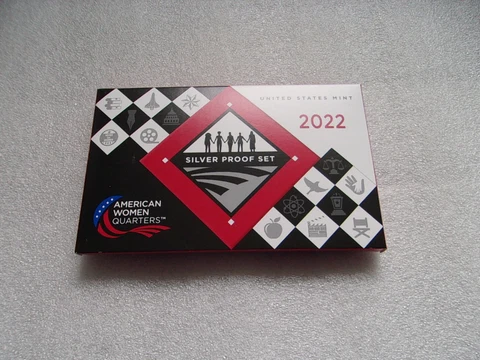 UNITED STATES MINT
2022
SILVER PROOF SET
AMERICAN
WOMEN
QUARTERS™